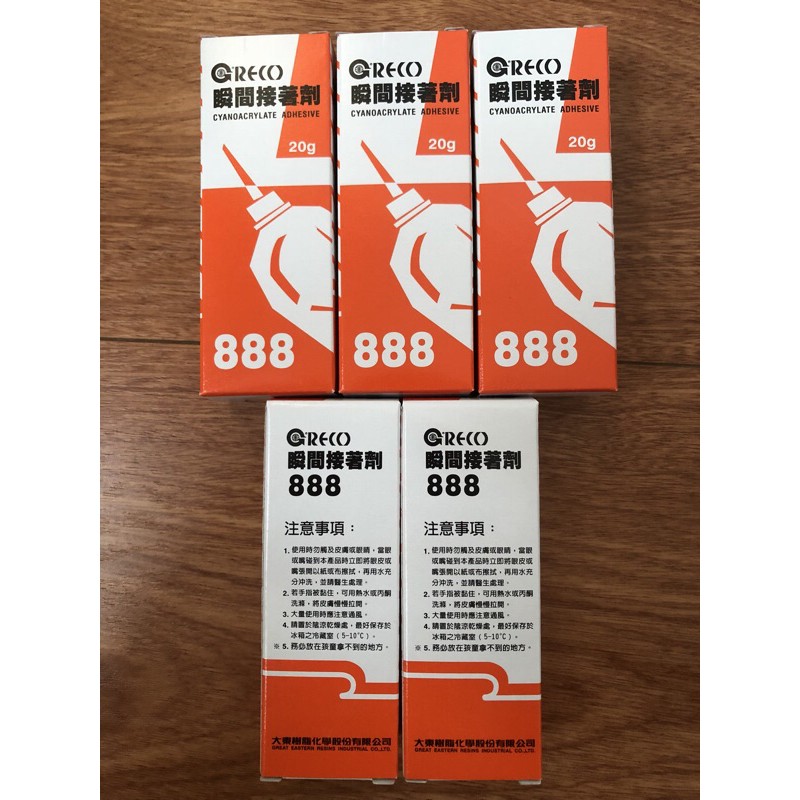 GRECO
瞬間接著劑
CYANOACRYLATE ADHESIVE
20g
888
GRECO
瞬間接著劑
CYANOACRYLATE ADHESIVE
20g
888
GRECO
瞬間接著劑
CYANOACRYLATE ADHESIVE
20g
888
GRECO
瞬間接著劑
888
注意事項：
1. 使用時勿觸及皮膚或眼睛，當眼
或嘴碰到本產品時立即將眼皮或
嘴張開以紙或布擦拭，再用水充
分沖洗，並請醫生處理。
2. 若手指被黏住，可用熱水或丙酮
洗滌，將皮膚慢慢拉開。
3. 大量使用時應注意通風。
4. 請置於陰涼乾燥處，最好保存於
冰箱之冷藏室（5-10℃）。
※ 5. 務必放在孩童拿不到的地方。
大東樹脂化學股份有限公司
GREAT EASTERN RESINS INDUSTRIAL CO.,LTD.
GRECO
瞬間接著劑
888
注意事項：
1. 使用時勿觸及皮膚或眼睛，當眼
或嘴碰到本產品時立即將眼皮或
嘴張開以紙或布擦拭，再用水充
分沖洗，並請醫生處理。
2. 若手指被黏住，可用熱水或丙酮
洗滌，將皮膚慢慢拉開。
3. 大量使用時應注意通風。
4. 請置於陰涼乾燥處，最好保存於
冰箱之冷藏室（5-10℃）。
※ 5. 務必放在孩童拿不到的地方。
大東樹脂化學股份有限公司
GREAT EASTERN RESINS INDUSTRIAL CO.,LTD.